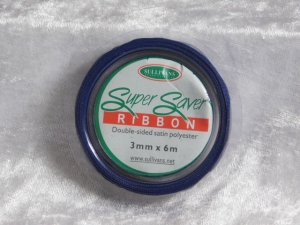 SULLIVANS
Super Saver
RIBBON
Double-sided satin polyester
3mm x 6m
www.sullivans.net